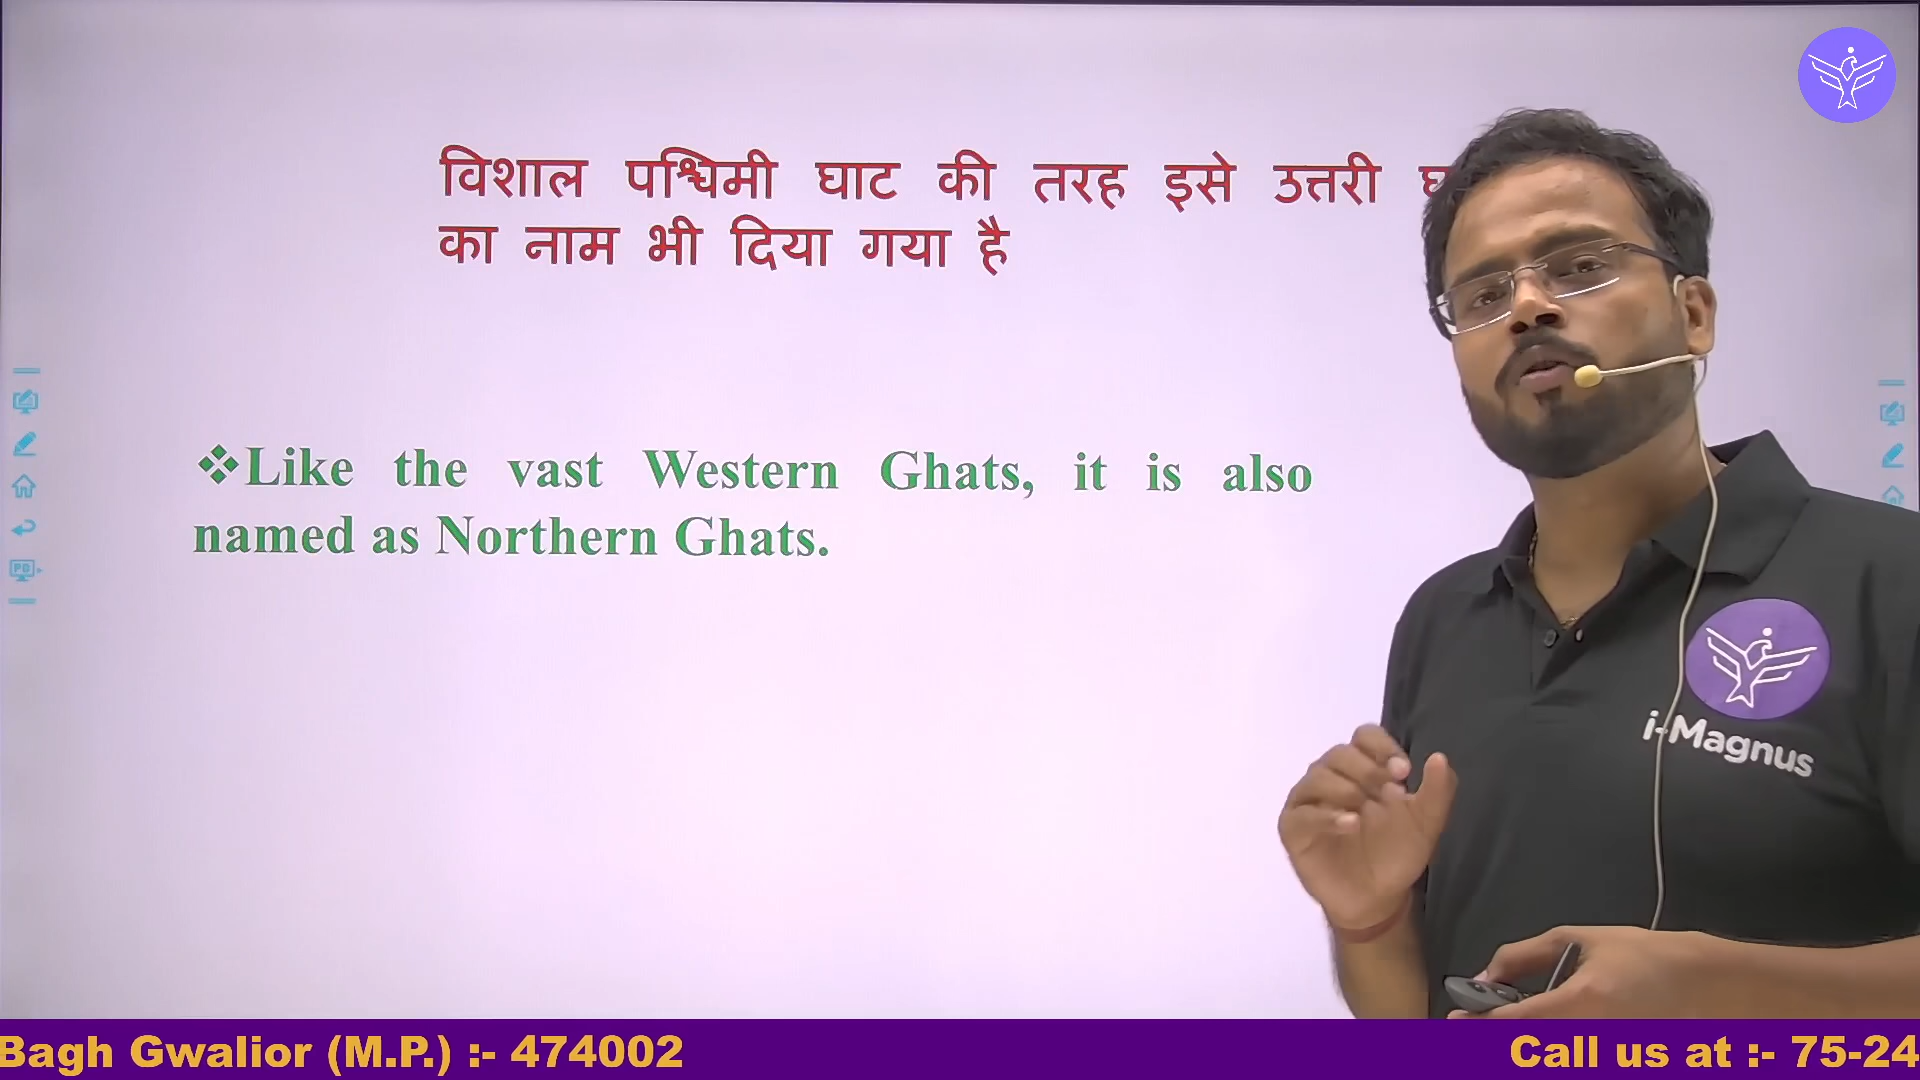 विशाल पश्चिमी घाट की तरह इसे उत्तरी
का नाम भी दिया गया है
❖Like the vast Western Ghats, it is also
named as Northern Ghats.
i-Magnus
Bagh Gwalior (M.P.) :- 474002
Call us at :- 75-24